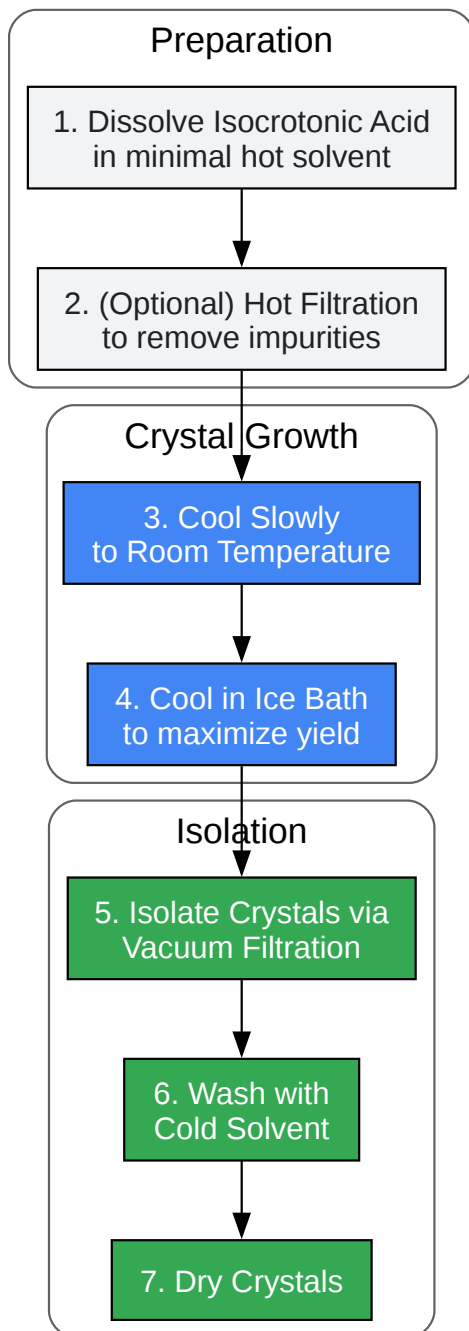 Preparation
1. Dissolve Isocrotonic Acid
in minimal hot solvent
2. (Optional) Hot Filtration
to remove impurities
Crystal Growth
3. Cool Slowly
to Room Temperature
4. Cool in Ice Bath
to maximize yield
Isolation
5. Isolate Crystals via
Vacuum Filtration
6. Wash with
Cold Solvent
7. Dry Crystals